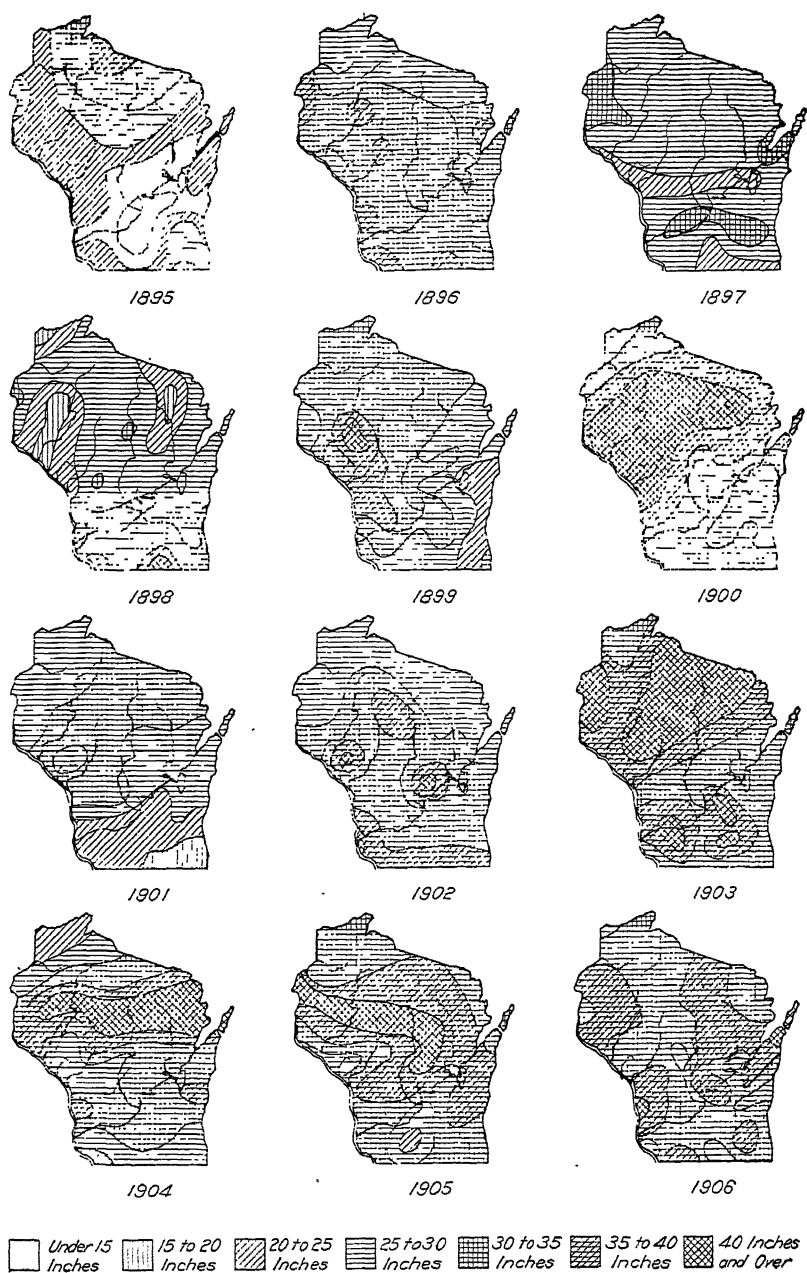 1895
1896
1897
1898
1899
1900
1901
1902
1903
1904
1905
1906
Under 15 Inches
15 to 20 Inches
20 to 25 Inches
25 to 30 Inches
30 to 35 Inches
35 to 40 Inches
40 Inches and Over